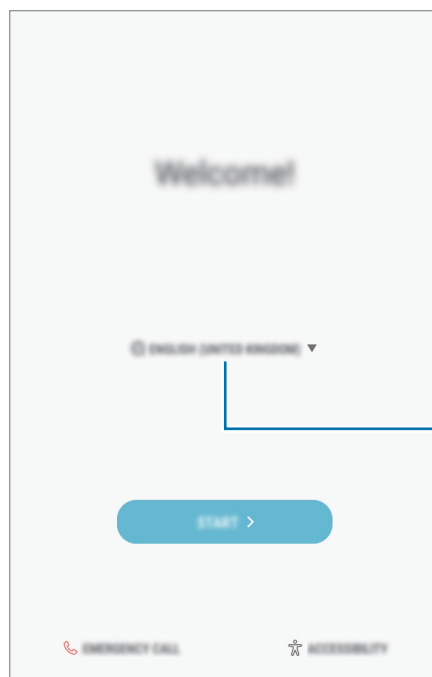 Welcome!
ENGLISH (UNITED KINGDOM)
START
EMERGENCY CALL
ACCESSIBILITY